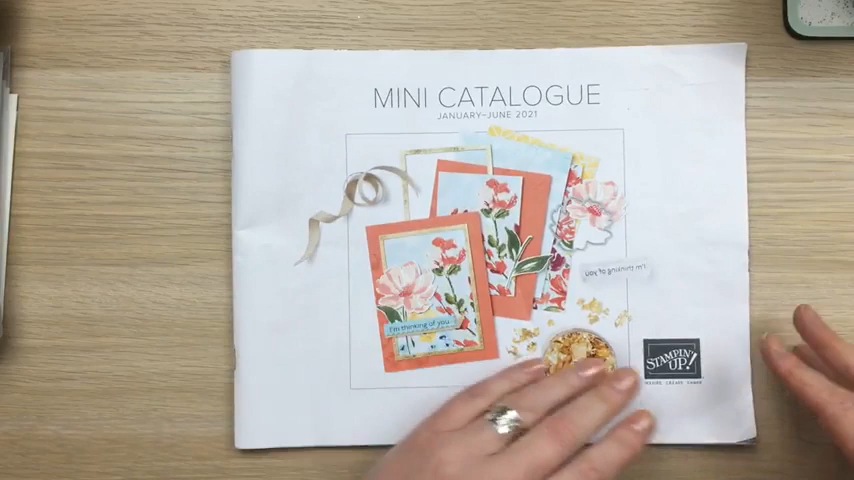 MINI CATALOGUE
JANUARY–JUNE 2021
I'm thinking of you
I'm thinking of you
STAMPIN' UP!
INSPIRE. CREATE. SHARE.